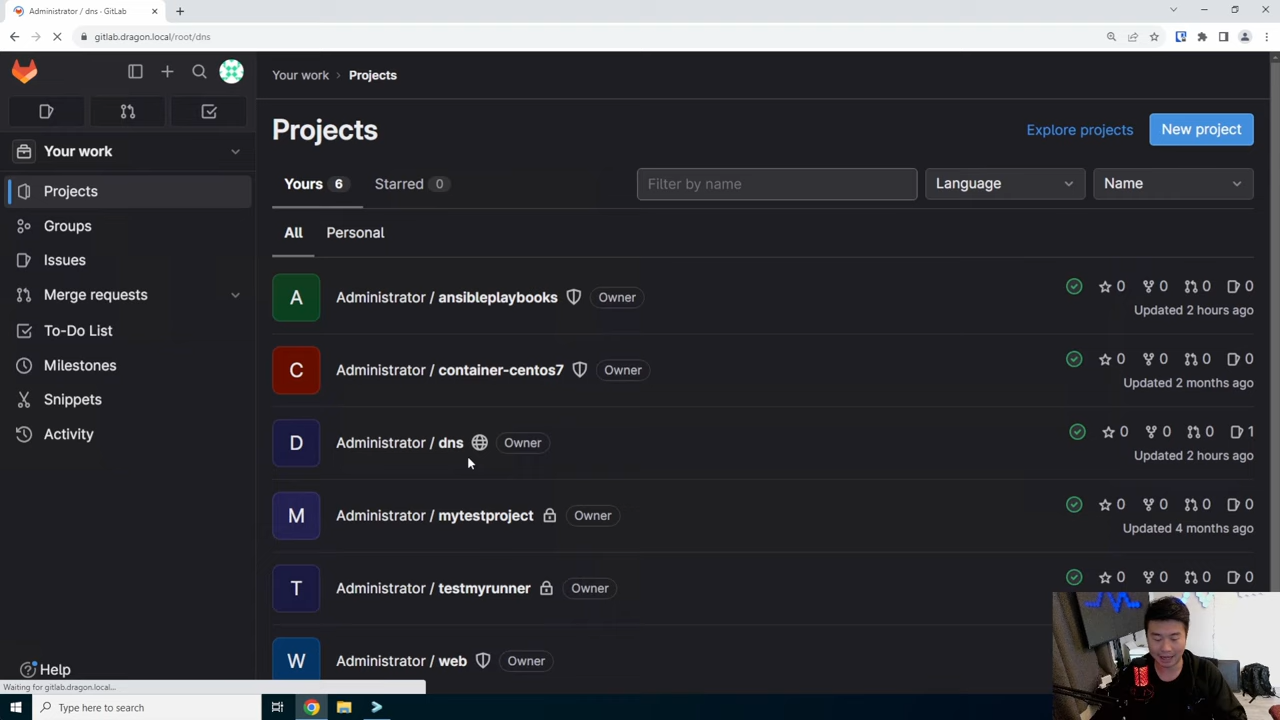 Administrator / dns · GitLab
gitlab.dragon.local/root/dns
Your work › Projects
Your work
Projects
Groups
Issues
Merge requests
To-Do List
Milestones
Snippets
Activity
Help
Projects
Explore projects
New project
Yours 6
Starred 0
Filter by name
Language
Name
All
Personal
A Administrator / ansibleplaybooks Owner 0 0 0 0
Updated 2 hours ago
C Administrator / container-centos7 Owner 0 0 0 0
Updated 2 months ago
D Administrator / dns Owner 0 0 0 1
Updated 2 hours ago
M Administrator / mytestproject Owner 0 0 0 0
Updated 4 months ago
T Administrator / testmyrunner Owner 0 0 0 0
W Administrator / web Owner
Waiting for gitlab.dragon.local...
Type here to search